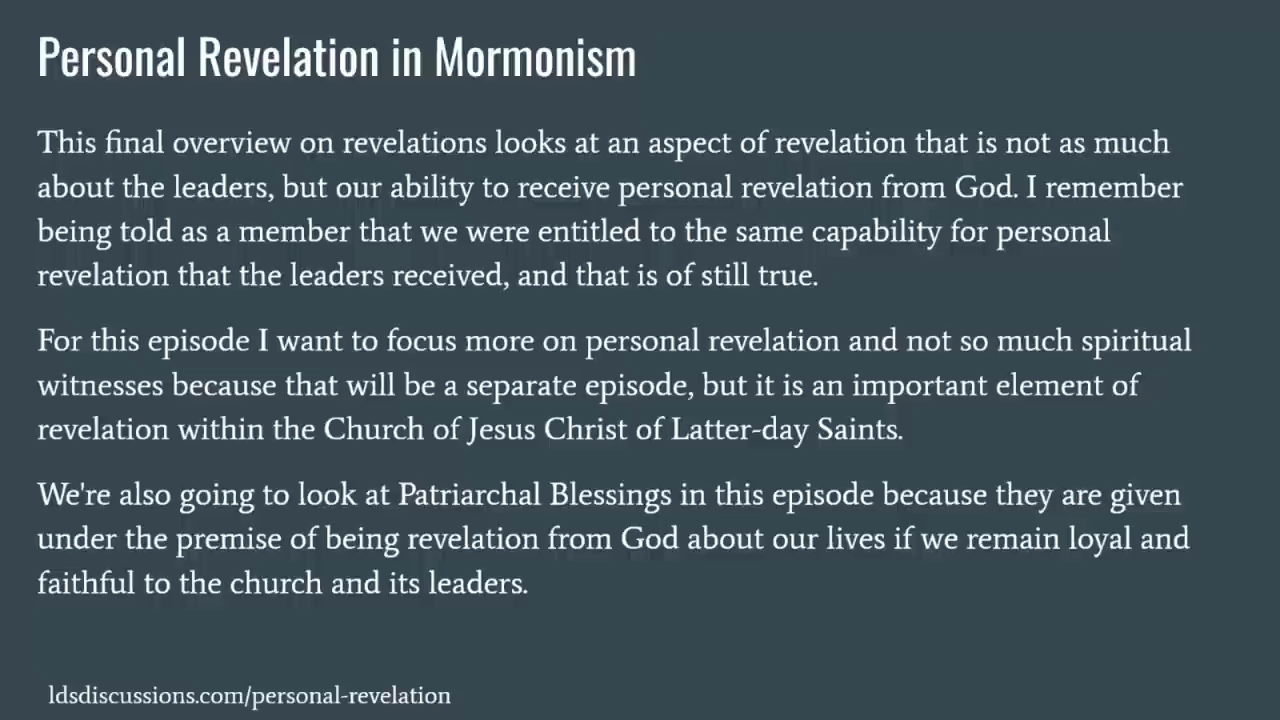 Personal Revelation in Mormonism
This final overview on revelations looks at an aspect of revelation that is not as much
about the leaders, but our ability to receive personal revelation from God. I remember
being told as a member that we were entitled to the same capability for personal
revelation that the leaders received, and that is of still true.
For this episode I want to focus more on personal revelation and not so much spiritual
witnesses because that will be a separate episode, but it is an important element of
revelation within the Church of Jesus Christ of Latter-day Saints.
We're also going to look at Patriarchal Blessings in this episode because they are given
under the premise of being revelation from God about our lives if we remain loyal and
faithful to the church and its leaders.
ldsdiscussions.com/personal-revelation